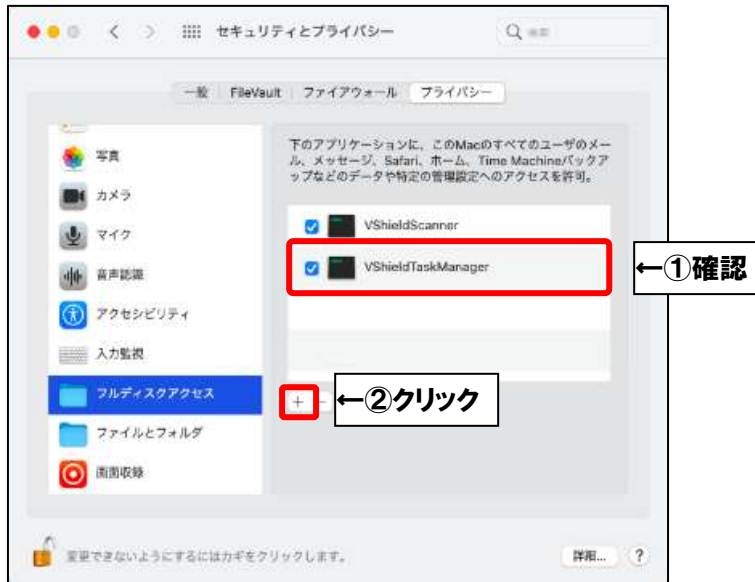 セキュリティとプライバシー
検索
一般 FileVault ファイアウォール プライバシー
写真
カメラ
マイク
音声認識
アクセシビリティ
入力監視
フルディスクアクセス
ファイルとフォルダ
画面収録
下のアプリケーションに、このMacのすべてのユーザのメー
ル、メッセージ、Safari、ホーム、Time Machineバックア
ップなどのデータや特定の管理設定へのアクセスを許可。
VShieldScanner
VShieldTaskManager
←①確認
+ −
←②クリック
変更できないようにするにはカギをクリックします。
詳細... ?